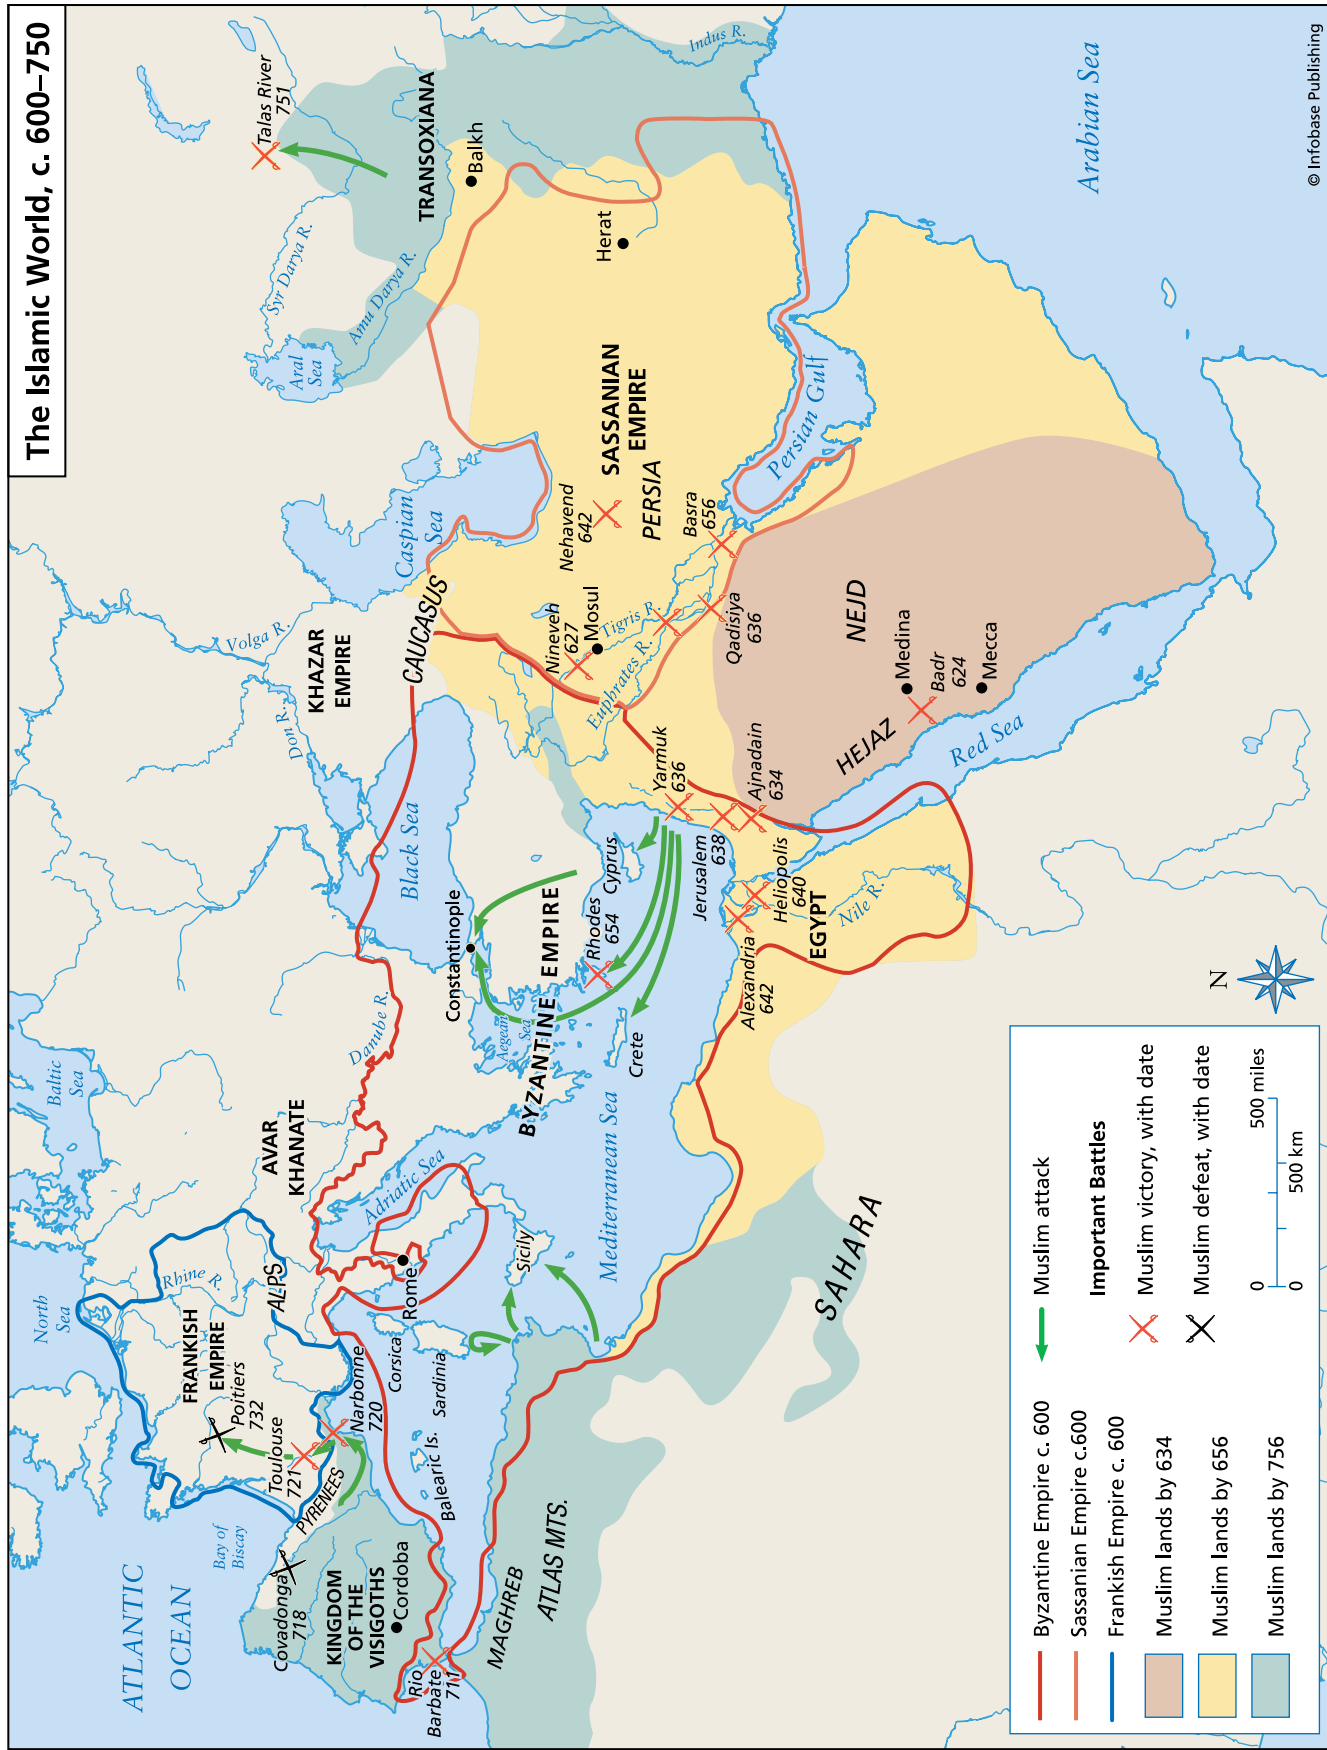 The Islamic World, c. 600–750
ATLANTIC
OCEAN
North
Sea
Baltic
Sea
Bay of
Biscay
Rhine R.
FRANKISH
EMPIRE
ALPS
AVAR
KHANATE
Danube R.
Don R.
Volga R.
KHAZAR
EMPIRE
CAUCASUS
Caspian
Sea
Aral
Sea
Syr Darya R.
Amu Darya R.
Talas River
751
TRANSOXIANA
Balkh
Indus R.
Poitiers
732
Toulouse
721
Narbonne
720
PYRENEES
Covadonga
718
KINGDOM
OF THE
VISIGOTHS
Cordoba
Rio
Barbate
711
Balearic Is.
Corsica
Sardinia
Rome
Adriatic Sea
Sicily
Mediterranean Sea
MAGHREB
ATLAS MTS.
SAHARA
Black Sea
Constantinople
BYZANTINE EMPIRE
Aegean
Sea
Rhodes
654
Crete
Cyprus
Yarmuk
636
Jerusalem
638
Ajnadain
634
Heliopolis
640
Alexandria
642
EGYPT
Nile R.
Nineveh
627
Mosul
Tigris R.
Euphrates R.
Nehavend
642
SASSANIAN
EMPIRE
PERSIA
Herat
Basra
656
Qadisiya
636
Persian Gulf
NEJD
HEJAZ
Medina
Badr
624
Mecca
Red Sea
Arabian Sea
N
Byzantine Empire c. 600
Sassanian Empire c.600
Frankish Empire c. 600
Muslim lands by 634
Muslim lands by 656
Muslim lands by 756
Muslim attack
Important Battles
Muslim victory, with date
Muslim defeat, with date
0 500 miles
0 500 km
© Infobase Publishing